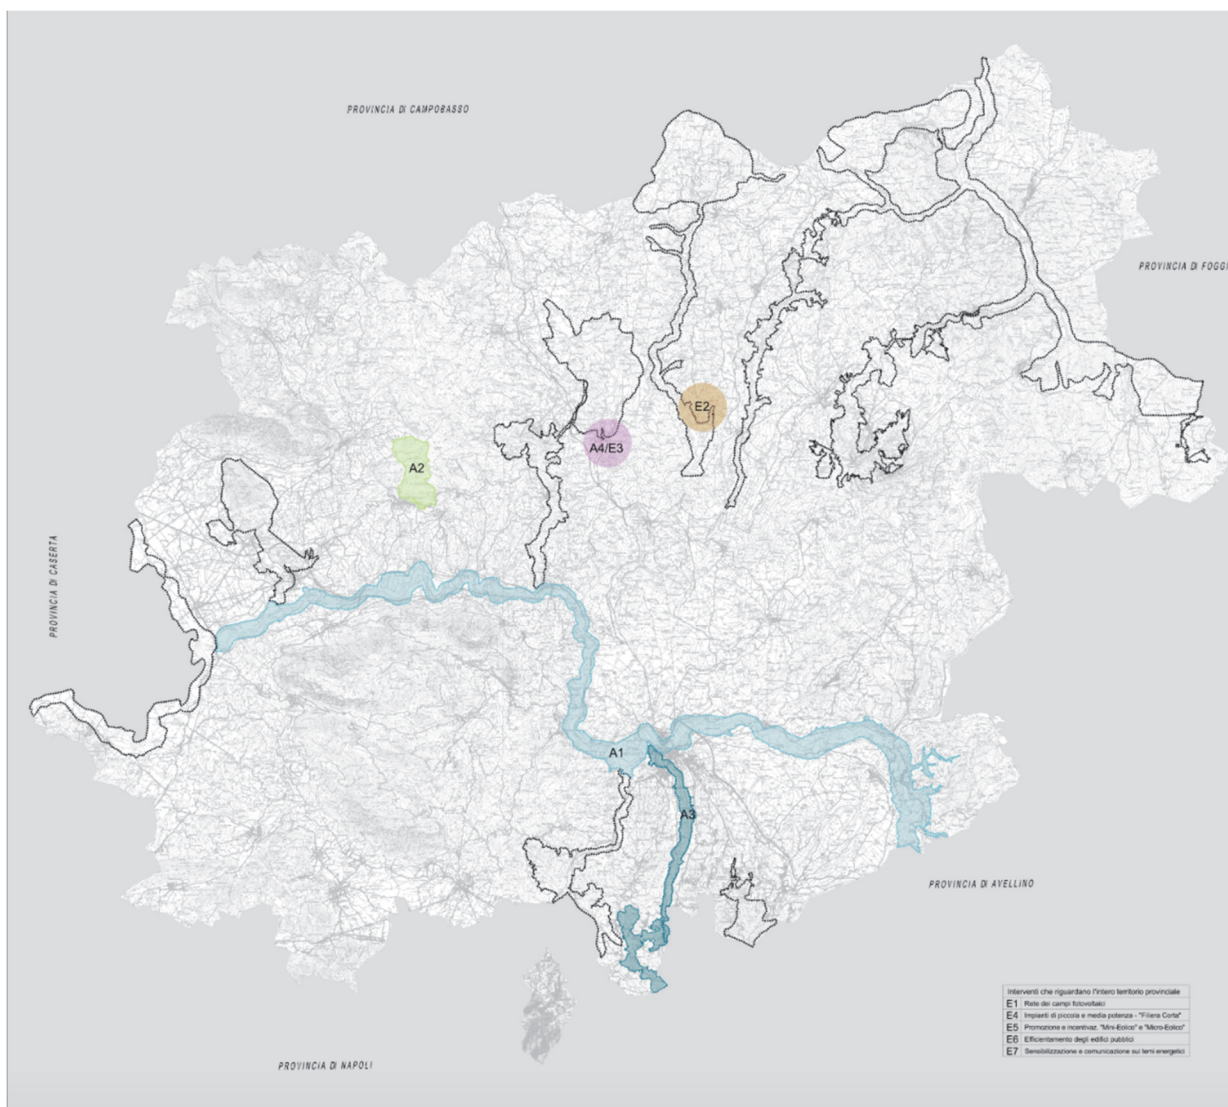 PROVINCIA DI CAMPOBASSO
PROVINCIA DI FOGGI
E2
A4/E3
A2
PROVINCIA DI CASERTA
A1
A3
PROVINCIA DI AVELLINO
PROVINCIA DI NAPOLI
Interventi che riguardano l'intero territorio provinciale
E1 Rete dei campi fotovoltaici
E4 Impianti di piccola e media potenza - "Filiera Corta"
E5 Promozione e incentivaz. "Mini-Eolico" e "Micro-Eolico"
E6 Efficientamento degli edifici pubblici
E7 Sensibilizzazione e comunicazione sui temi energetici